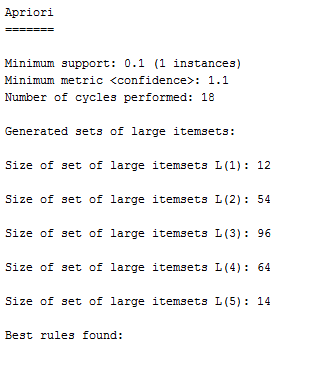 Apriori
=======
Minimum support: 0.1 (1 instances)
Minimum metric <confidence>: 1.1
Number of cycles performed: 18
Generated sets of large itemsets:
Size of set of large itemsets L(1): 12
Size of set of large itemsets L(2): 54
Size of set of large itemsets L(3): 96
Size of set of large itemsets L(4): 64
Size of set of large itemsets L(5): 14
Best rules found: